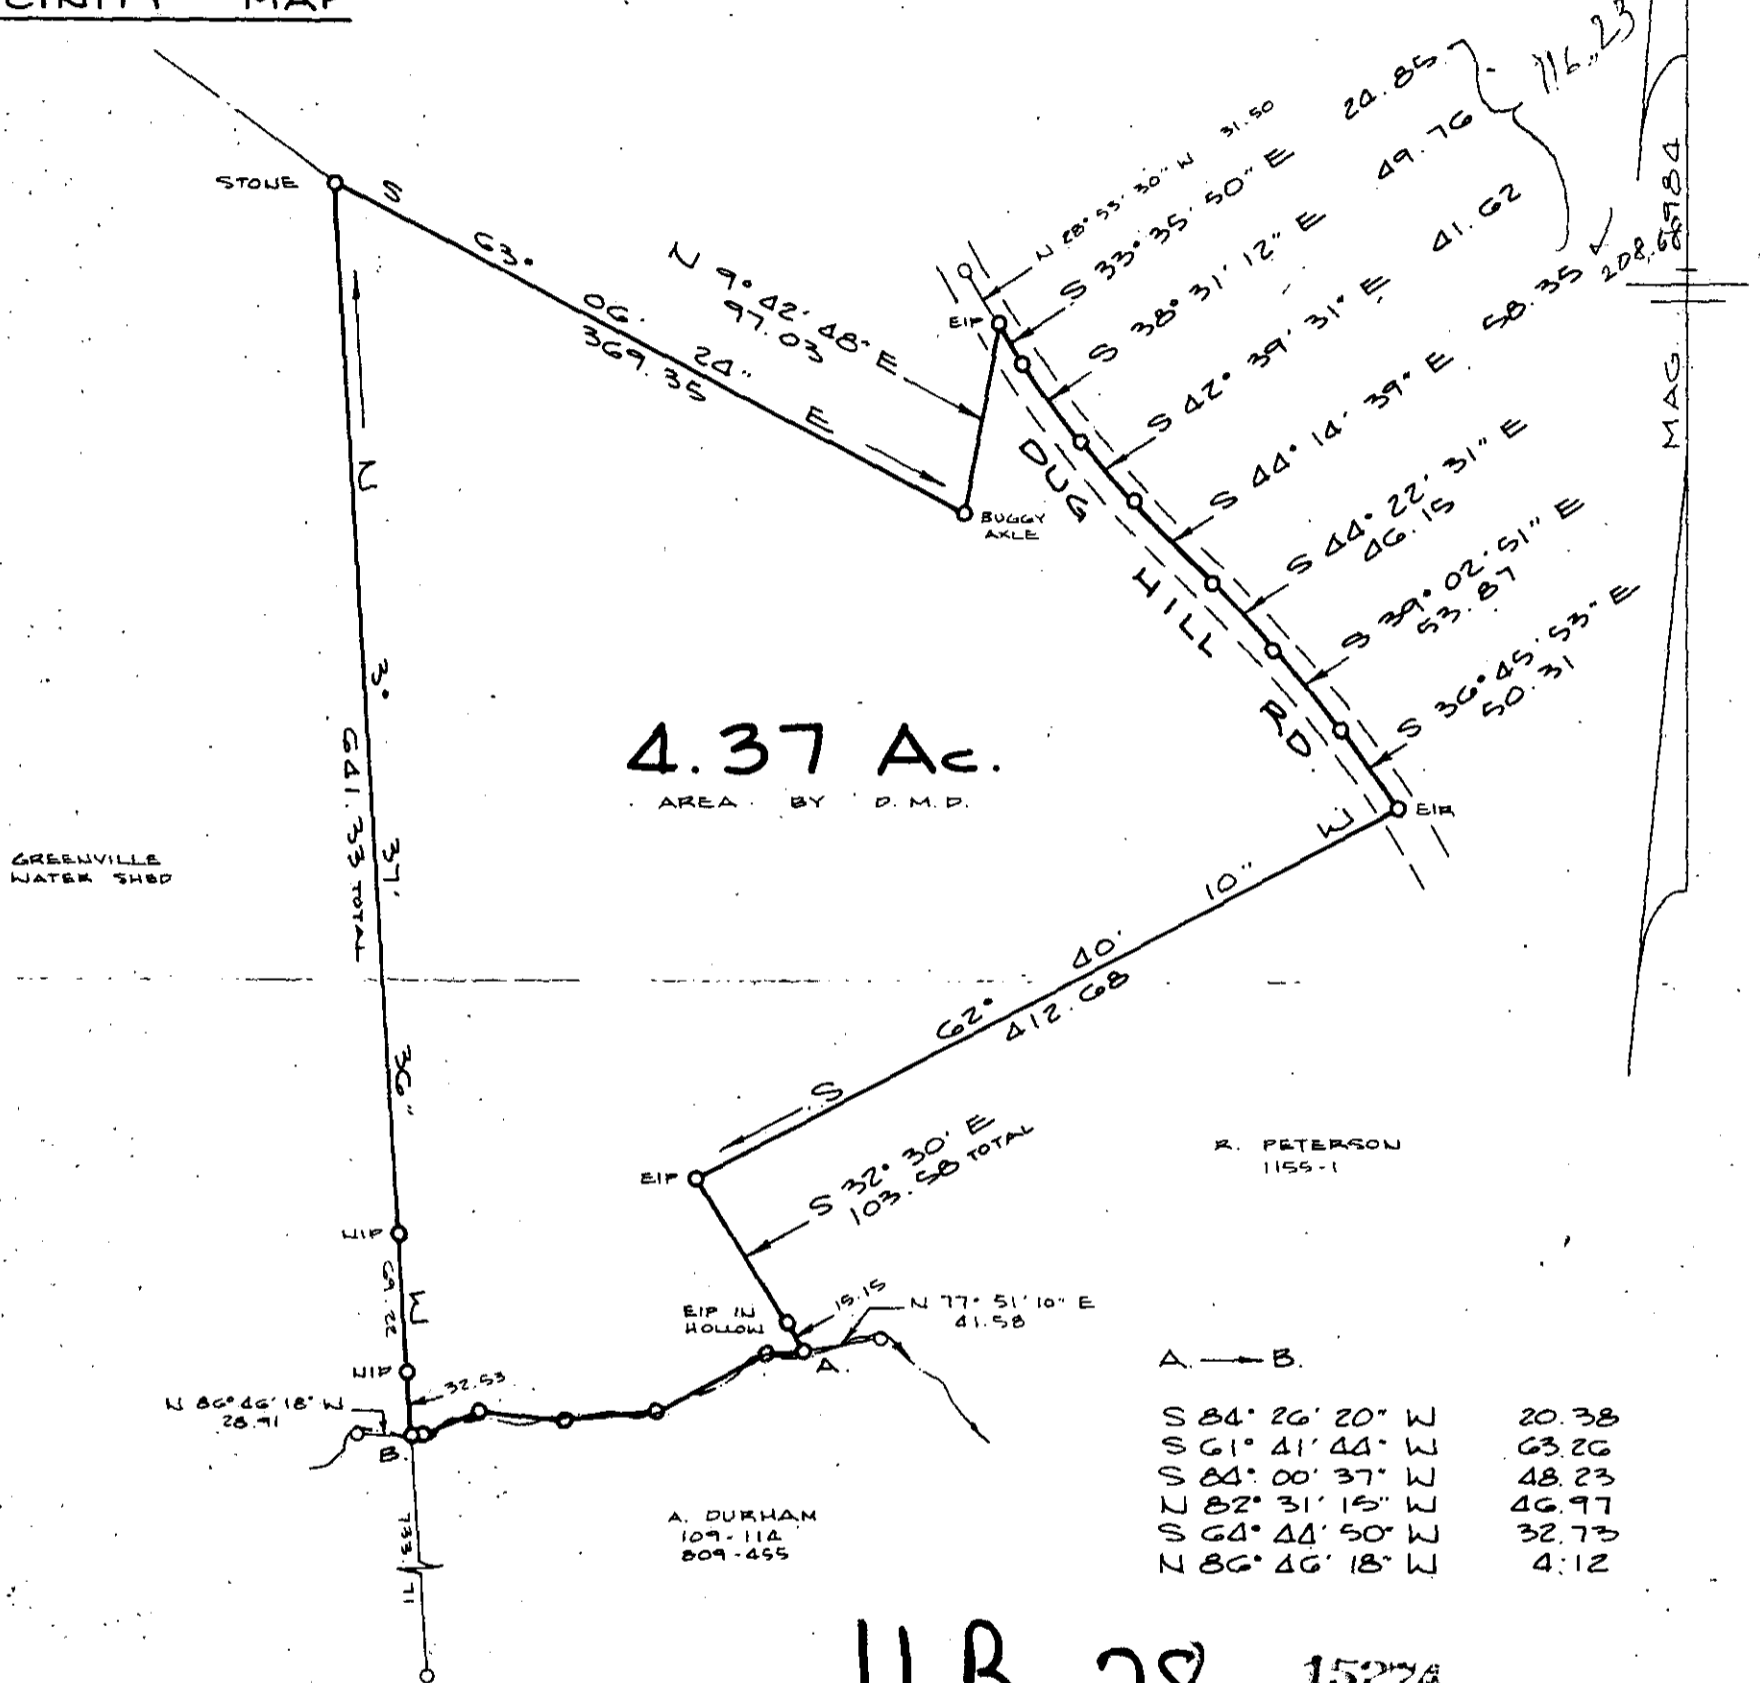 CINITY MAP
STONE
S 63° 06' 24" E
369.35
N 9° 42' 48" E
97.03
N 28° 53' 30" W 31.50
S 33° 35' 50" E 24.85
S 38° 31' 12" E 49.76
S 42° 39' 31" E 41.62
116.23
S 44° 14' 39" E 58.35
S 44° 22' 31" E
46.15
S 39° 02' 51" E
53.87
S 36° 45' 53" E
50.31
MAG.
EIP
BUGGY
AXLE
DUG HILL RD.
EIR
N 3° 37' 36" W
641.33 TOTAL
4.37 Ac.
AREA BY D.M.D.
GREENVILLE
WATER SHED
S 62° 40' 10" W
412.68
EIP
S 32° 30' E
103.58 TOTAL
R. PETERSON
1155-1
NIP
69.22
EIP IN
HOLLOW
15.15
N 77° 51' 10" E
41.58
A.
NIP
32.53
N 86° 46' 18" W
28.91
B.
733.71
A. DURHAM
109-114
809-455
A. B.
S 84° 26' 20" W 20.38
S 61° 41' 44" W 63.26
S 84° 00' 37" W 48.23
N 82° 31' 15" W 46.97
S 64° 44' 50" W 32.73
N 86° 46' 18" W 4.12